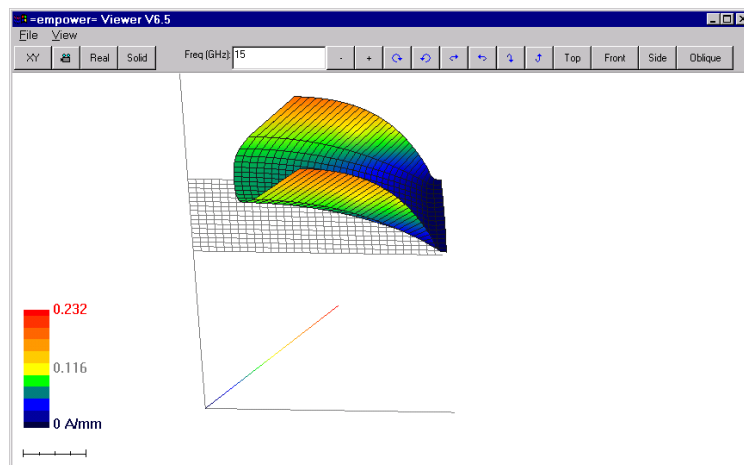 =empower= Viewer V6.5
File View
XY Real Solid Freq (GHz): 15 - + Top Front Side Oblique
0.232
0.116
0 A/mm